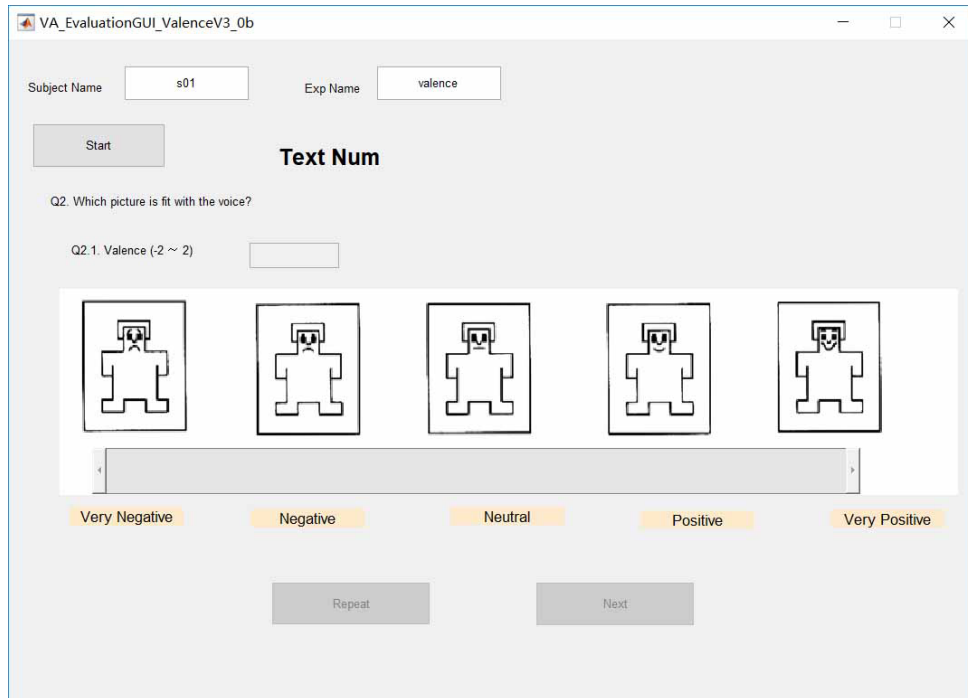 VA_EvaluationGUI_ValenceV3_0b
Subject Name s01 Exp Name valence
Start
Text Num
Q2. Which picture is fit with the voice?
Q2.1. Valence (-2 ~ 2)
Very Negative Negative Neutral Positive Very Positive
Repeat Next